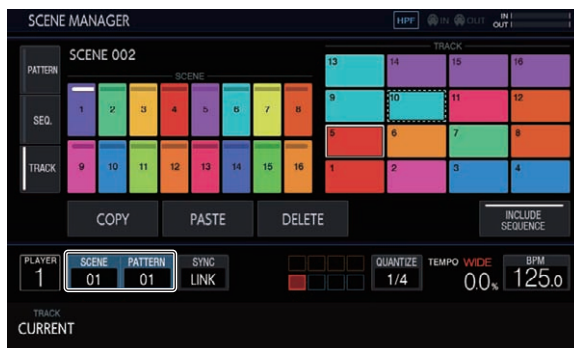 SCENE MANAGER
HPF IN OUT IN
OUT
SCENE 002
TRACK
PATTERN
SCENE
13 14 15 16
SEQ.
1 2 3 4 5 6 7 8
9 10 11 12
5 6 7 8
TRACK
9 10 11 12 13 14 15 16
1 2 3 4
COPY PASTE DELETE
INCLUDE
SEQUENCE
PLAYER SCENE PATTERN SYNC QUANTIZE TEMPO WIDE BPM
1 01 01 LINK 1/4 0.0% 125.0
TRACK
CURRENT